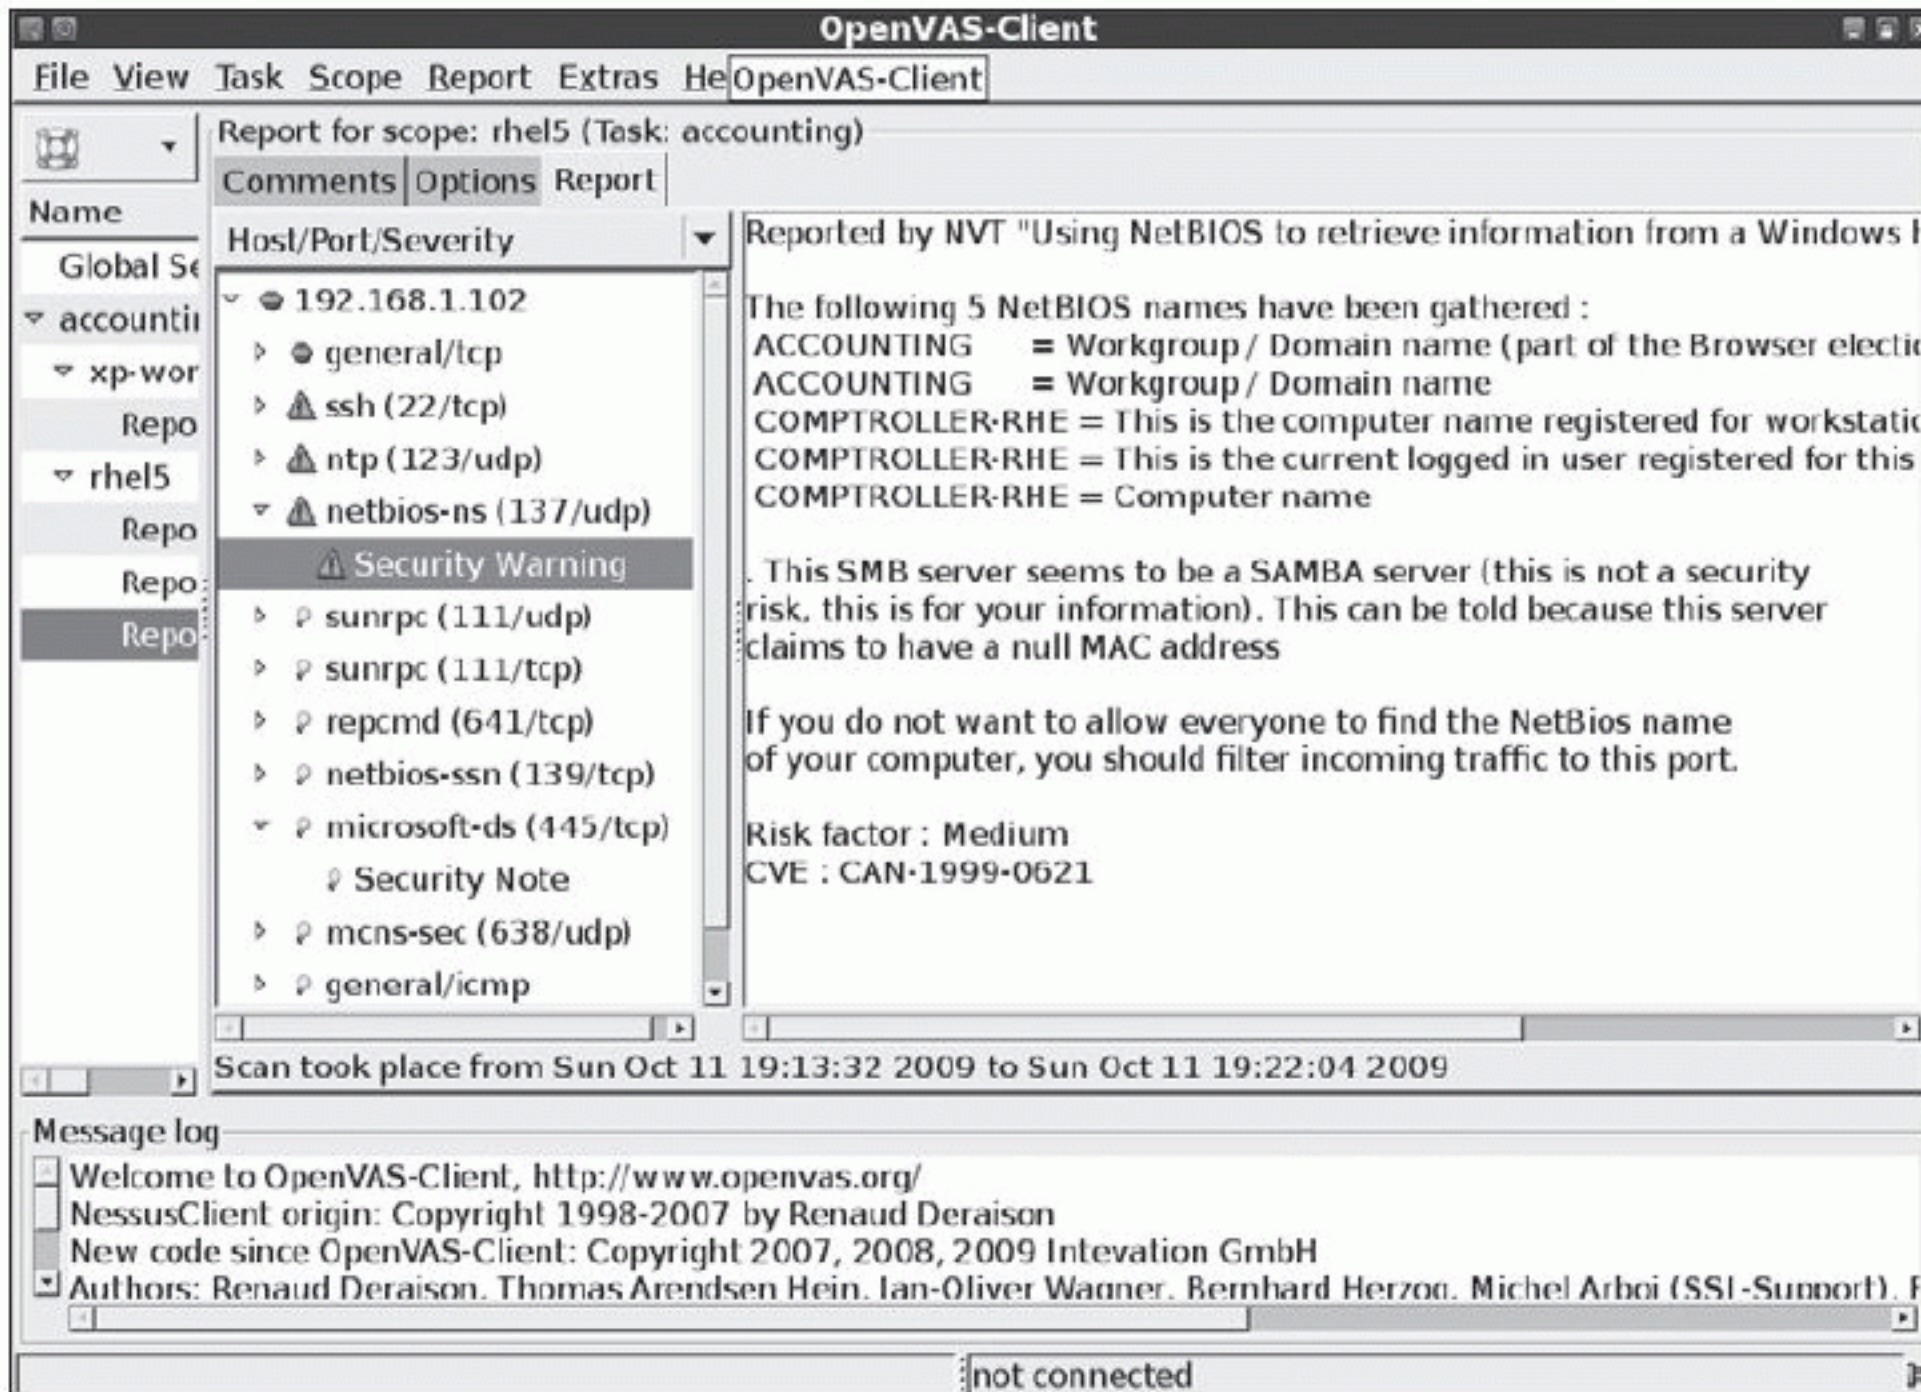 OpenVAS-Client
File View Task Scope Report Extras He
OpenVAS-Client
Report for scope: rhel5 (Task: accounting)
Comments Options Report
Name
Global Se
accountin
xp-wor
Repo
rhel5
Repo
Repo
Repo
Host/Port/Severity
192.168.1.102
general/tcp
ssh (22/tcp)
ntp (123/udp)
netbios-ns (137/udp)
Security Warning
sunrpc (111/udp)
sunrpc (111/tcp)
repcmd (641/tcp)
netbios-ssn (139/tcp)
microsoft-ds (445/tcp)
Security Note
mcns-sec (638/udp)
general/icmp
Reported by NVT "Using NetBIOS to retrieve information from a Windows h
The following 5 NetBIOS names have been gathered :
ACCOUNTING = Workgroup / Domain name (part of the Browser electio
ACCOUNTING = Workgroup / Domain name
COMPTROLLER-RHE = This is the computer name registered for workstatio
COMPTROLLER-RHE = This is the current logged in user registered for this
COMPTROLLER-RHE = Computer name
. This SMB server seems to be a SAMBA server (this is not a security
risk, this is for your information). This can be told because this server
claims to have a null MAC address
If you do not want to allow everyone to find the NetBios name
of your computer, you should filter incoming traffic to this port.
Risk factor : Medium
CVE : CAN-1999-0621
Scan took place from Sun Oct 11 19:13:32 2009 to Sun Oct 11 19:22:04 2009
Message log
Welcome to OpenVAS-Client, http://www.openvas.org/
NessusClient origin: Copyright 1998-2007 by Renaud Deraison
New code since OpenVAS-Client: Copyright 2007, 2008, 2009 Intevation GmbH
Authors: Renaud Deraison, Thomas Arendsen Hein, Jan-Oliver Wagner, Bernhard Herzog, Michel Arboi (SSL-Support),
not connected